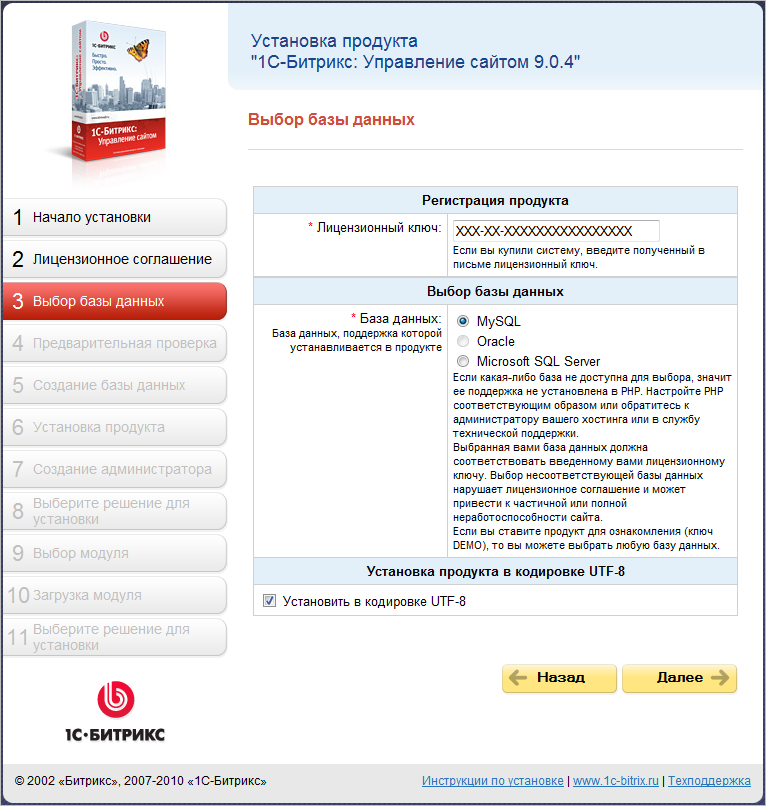 1С-БИТРИКС
Быстро.
Просто.
Эффективно.
1С-БИТРИКС:
Управление сайтом
Установка продукта
"1С-Битрикс: Управление сайтом 9.0.4"
Выбор базы данных
1 Начало установки
2 Лицензионное соглашение
3 Выбор базы данных
4 Предварительная проверка
5 Создание базы данных
6 Установка продукта
7 Создание администратора
8 Выберите решение для
установки
9 Выбор модуля
10 Загрузка модуля
11 Выберите решение для
установки
1С·БИТРИКС
Регистрация продукта
* Лицензионный ключ:
XXX-XX-XXXXXXXXXXXXXXXX
Если вы купили систему, введите полученный в
письме лицензионный ключ.
Выбор базы данных
* База данных:
База данных, поддержка которой
устанавливается в продукте
MySQL
Oracle
Microsoft SQL Server
Если какая-либо база не доступна для выбора, значит
ее поддержка не установлена в PHP. Настройте PHP
соответствующим образом или обратитесь к
администратору вашего хостинга или в службу
технической поддержки.
Выбранная вами база данных должна
соответствовать введенному вами лицензионному
ключу. Выбор несоответствующей базы данных
нарушает лицензионное соглашение и может
привести к частичной или полной
неработоспособности сайта.
Если вы ставите продукт для ознакомления (ключ
DEMO), то вы можете выбрать любую базу данных.
Установка продукта в кодировке UTF-8
Установить в кодировке UTF-8
Назад
Далее
© 2002 «Битрикс», 2007-2010 «1С-Битрикс»
Инструкции по установке | www.1c-bitrix.ru | Техподдержка